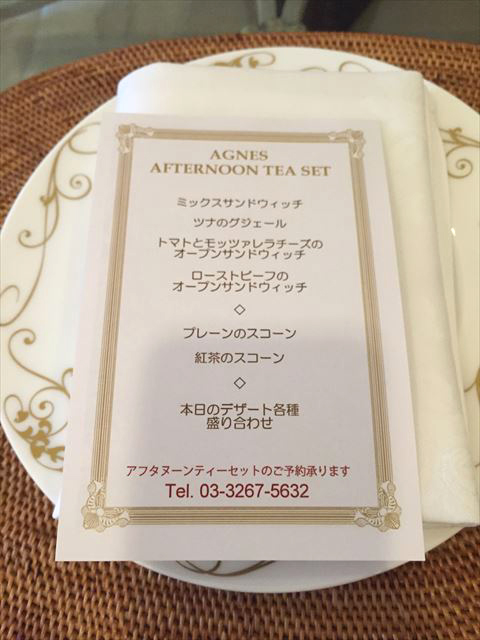 AGNES
AFTERNOON TEA SET
ミックスサンドウィッチ
ツナのグジェール
トマトとモッツァレラチーズの
オープンサンドウィッチ
ローストビーフの
オープンサンドウィッチ
◇
プレーンのスコーン
紅茶のスコーン
◇
本日のデザート各種
盛り合わせ
アフタヌーンティーセットのご予約承ります
Tel. 03-3267-5632